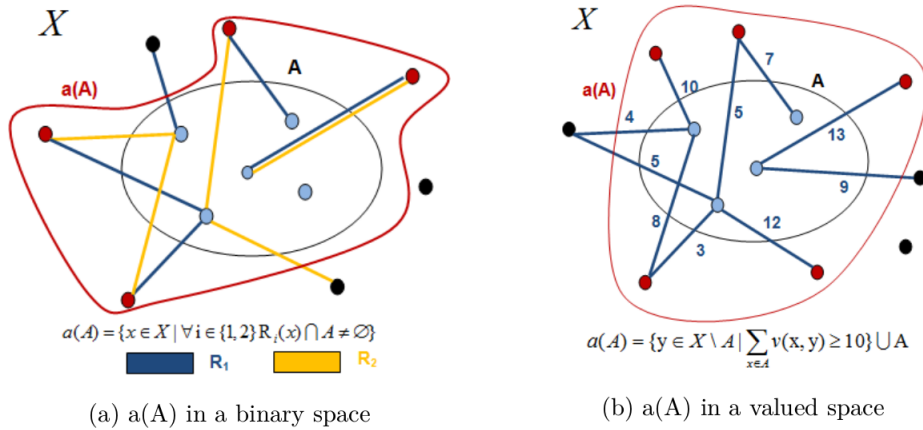 X
A
a(A)
a(A) = {x ∈ X | ∀ i ∈ {1,2} R_i(x) ∩ A ≠ ∅}
R₁
R₂
(a) a(A) in a binary space
X
a(A)
A
10
7
4
5
13
5
9
8
12
3
a(A) = {y ∈ X \ A | ∑_{x∈A} v(x, y) ≥ 10} ∪ A
(b) a(A) in a valued space